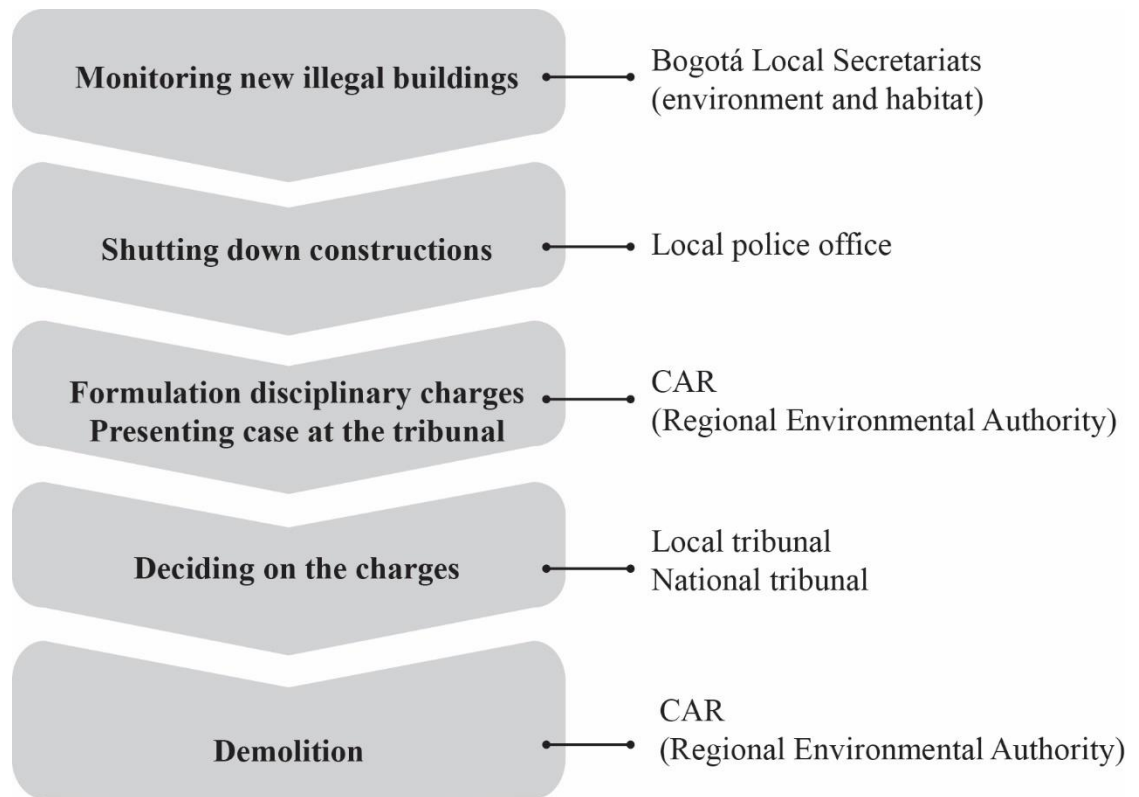 Monitoring new illegal buildings
Bogotá Local Secretariats
(environment and habitat)
Shutting down constructions
Local police office
Formulation disciplinary charges
Presenting case at the tribunal
CAR
(Regional Environmental Authority)
Deciding on the charges
Local tribunal
National tribunal
Demolition
CAR
(Regional Environmental Authority)